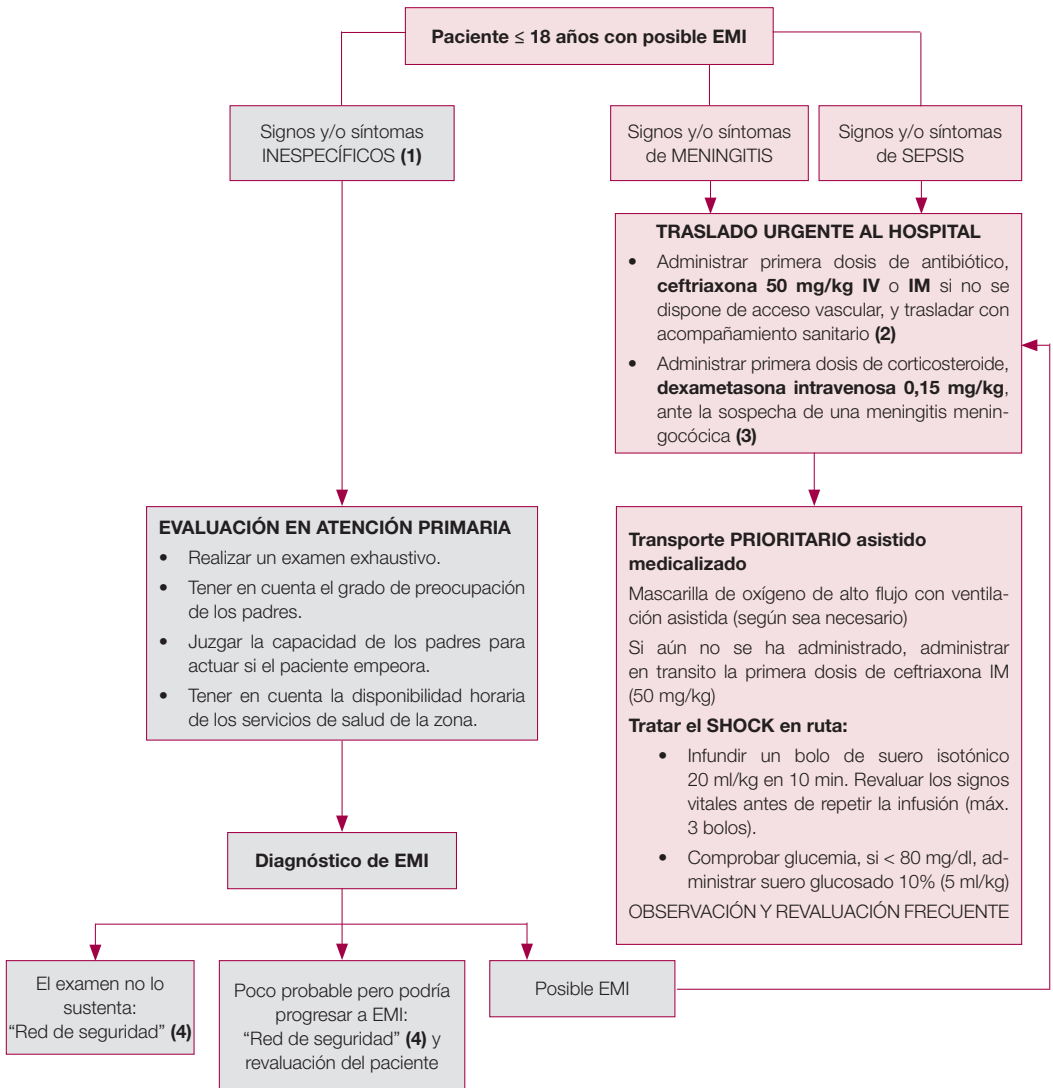 Paciente ≤ 18 años con posible EMI
Signos y/o síntomas
INESPECÍFICOS (1)
Signos y/o síntomas
de MENINGITIS
Signos y/o síntomas
de SEPSIS
TRASLADO URGENTE AL HOSPITAL
• Administrar primera dosis de antibiótico,
ceftriaxona 50 mg/kg IV o IM si no se
dispone de acceso vascular, y trasladar con
acompañamiento sanitario (2)
• Administrar primera dosis de corticosteroide,
dexametasona intravenosa 0,15 mg/kg,
ante la sospecha de una meningitis menin-
gocócica (3)
EVALUACIÓN EN ATENCIÓN PRIMARIA
• Realizar un examen exhaustivo.
• Tener en cuenta el grado de preocupación
de los padres.
• Juzgar la capacidad de los padres para
actuar si el paciente empeora.
• Tener en cuenta la disponibilidad horaria
de los servicios de salud de la zona.
Transporte PRIORITARIO asistido
medicalizado
Mascarilla de oxígeno de alto flujo con ventila-
ción asistida (según sea necesario)
Si aún no se ha administrado, administrar
en transito la primera dosis de ceftriaxona IM
(50 mg/kg)
Tratar el SHOCK en ruta:
• Infundir un bolo de suero isotónico
20 ml/kg en 10 min. Revaluar los signos
vitales antes de repetir la infusión (máx.
3 bolos).
• Comprobar glucemia, si < 80 mg/dl, ad-
ministrar suero glucosado 10% (5 ml/kg)
OBSERVACIÓN Y REVALUACIÓN FRECUENTE
Diagnóstico de EMI
El examen no lo
sustenta:
“Red de seguridad” (4)
Poco probable pero podría
progresar a EMI:
“Red de seguridad” (4) y
revaluación del paciente
Posible EMI